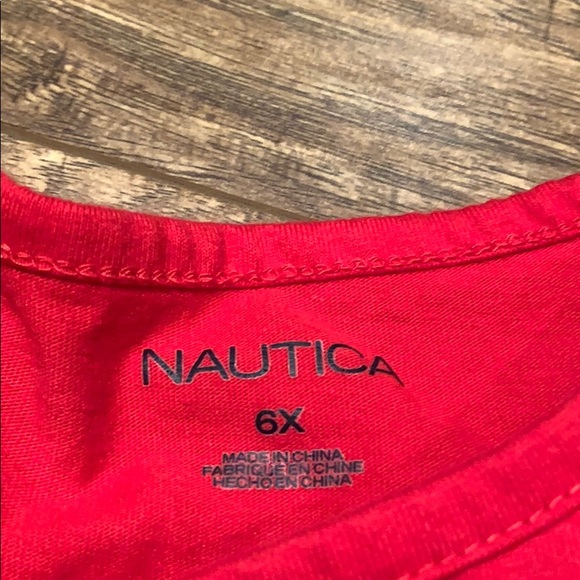 NAUTICA
6X
MADE IN CHINA
FABRIQUE EN CHINE
HECHO EN CHINA